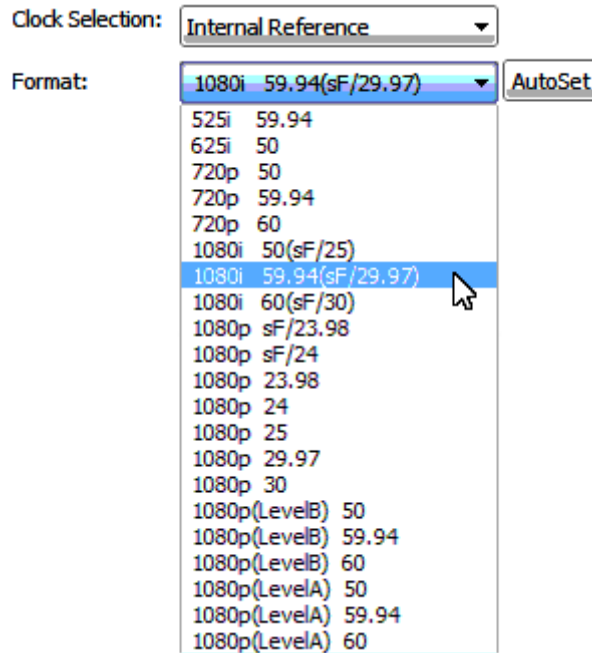 Clock Selection: Internal Reference
Format: 1080i 59.94(sF/29.97) AutoSet
525i 59.94
625i 50
720p 50
720p 59.94
720p 60
1080i 50(sF/25)
1080i 59.94(sF/29.97)
1080i 60(sF/30)
1080p sF/23.98
1080p sF/24
1080p 23.98
1080p 24
1080p 25
1080p 29.97
1080p 30
1080p(LevelB) 50
1080p(LevelB) 59.94
1080p(LevelB) 60
1080p(LevelA) 50
1080p(LevelA) 59.94
1080p(LevelA) 60